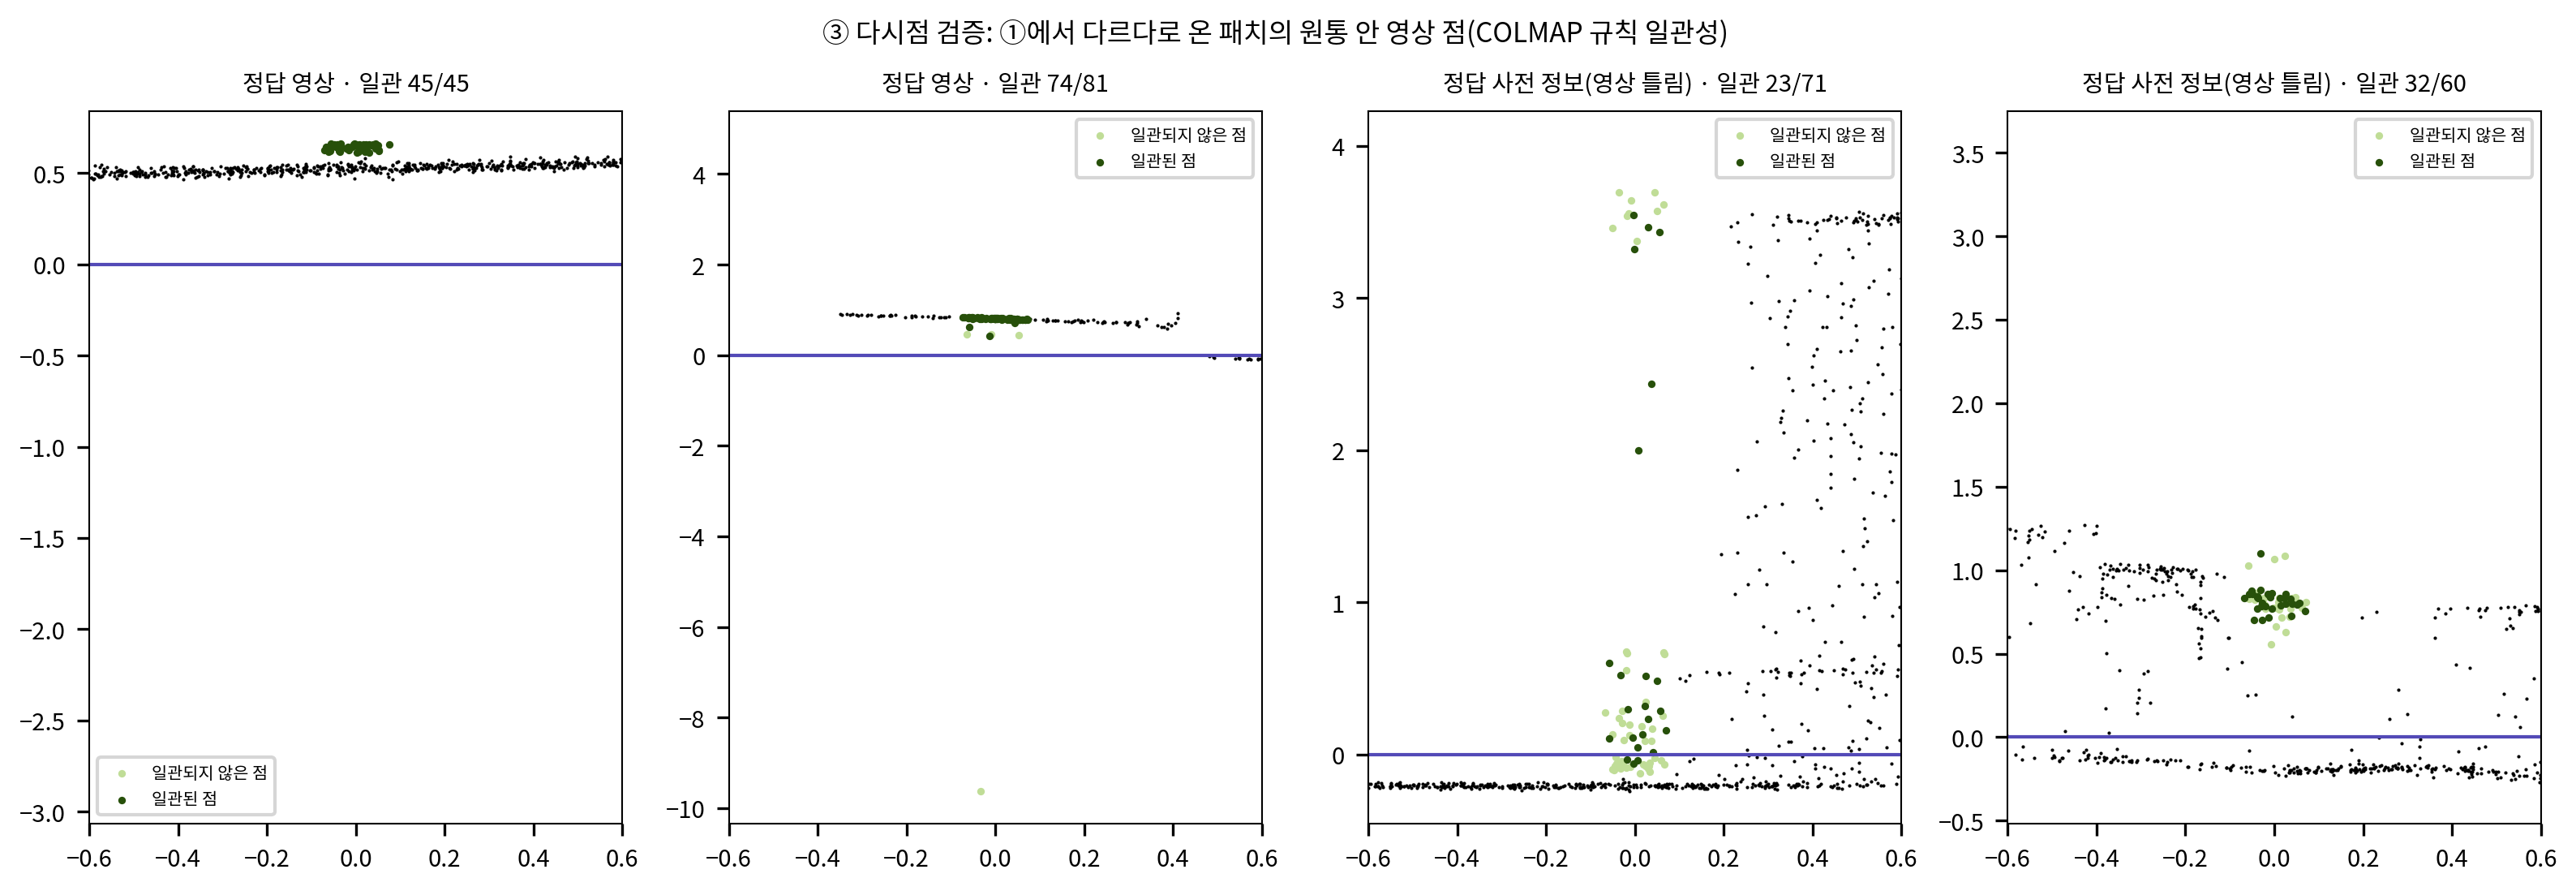 ③ 다시점 검증: ①에서 다르다로 온 패치의 원통 안 영상 점(COLMAP 규칙 일관성)
정답 영상 · 일관 45/45
0.5
0.0
−0.5
−1.0
−1.5
−2.0
−2.5
−3.0
일관되지 않은 점
일관된 점
−0.6 −0.4 −0.2 0.0 0.2 0.4 0.6
정답 영상 · 일관 74/81
일관되지 않은 점
일관된 점
4
2
0
−2
−4
−6
−8
−10
−0.6 −0.4 −0.2 0.0 0.2 0.4 0.6
정답 사전 정보(영상 틀림) · 일관 23/71
일관되지 않은 점
일관된 점
4
3
2
1
0
−0.6 −0.4 −0.2 0.0 0.2 0.4 0.6
정답 사전 정보(영상 틀림) · 일관 32/60
일관되지 않은 점
일관된 점
3.5
3.0
2.5
2.0
1.5
1.0
0.5
0.0
−0.5
−0.6 −0.4 −0.2 0.0 0.2 0.4 0.6